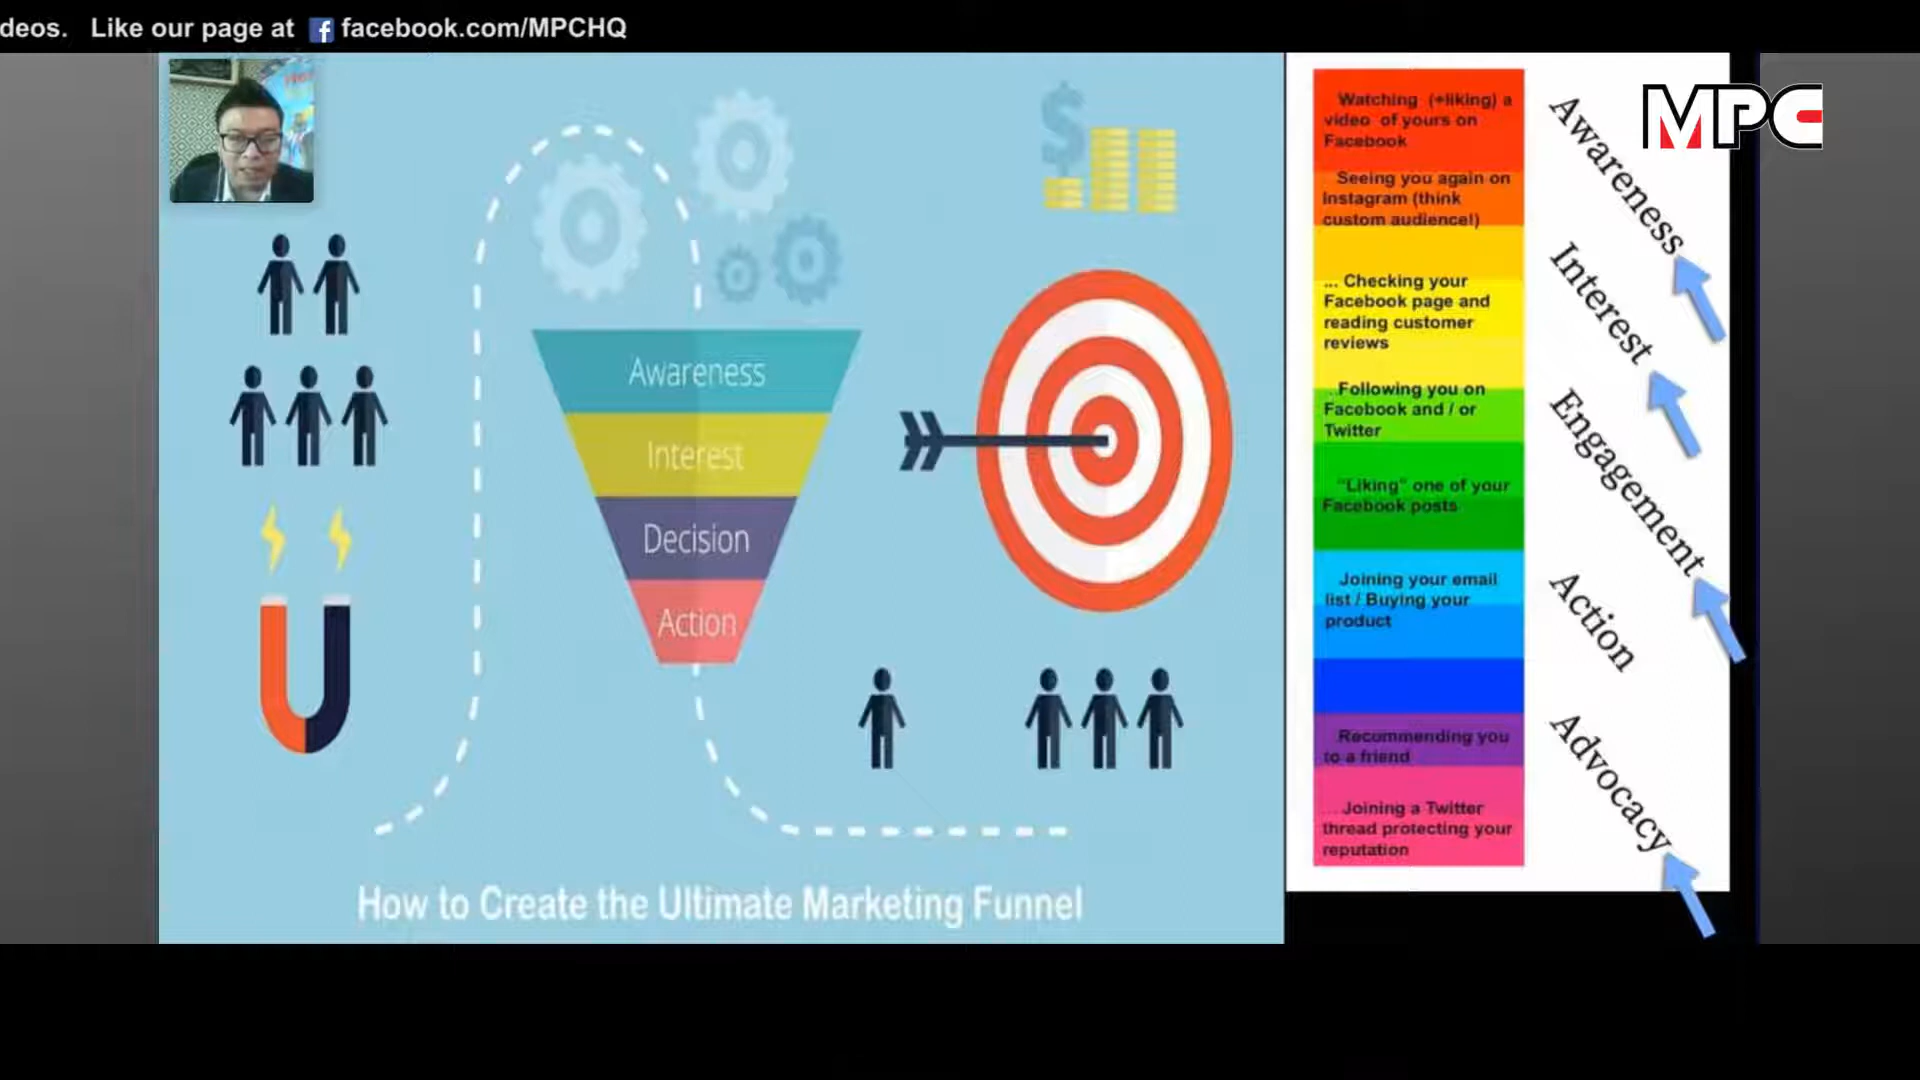 deos. Like our page at facebook.com/MPCHQ
MPC
Awareness
Interest
Decision
Action
How to Create the Ultimate Marketing Funnel
Watching (+liking) a
video of yours on
Facebook
Seeing you again on
Instagram (think
custom audience!)
... Checking your
Facebook page and
reading customer
reviews
...Following you on
Facebook and / or
Twitter
"Liking" one of your
Facebook posts
Joining your email
list / Buying your
product
Recommending you
to a friend
... Joining a Twitter
thread protecting your
reputation
Awareness
Interest
Engagement
Action
Advocacy